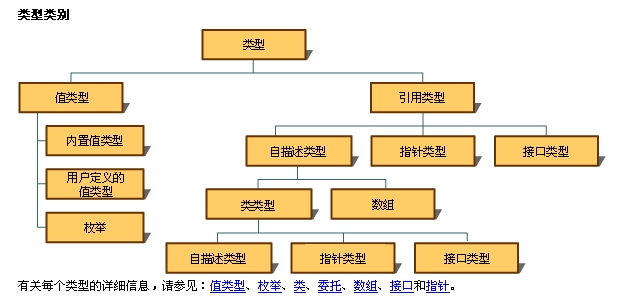 类型类别
类型
值类型
引用类型
内置值类型
自描述类型
指针类型
接口类型
用户定义的
值类型
类类型
数组
枚举
自描述类型
指针类型
接口类型
有关每个类型的详细信息，请参见：值类型、枚举、类、委托、数组、接口和指针。